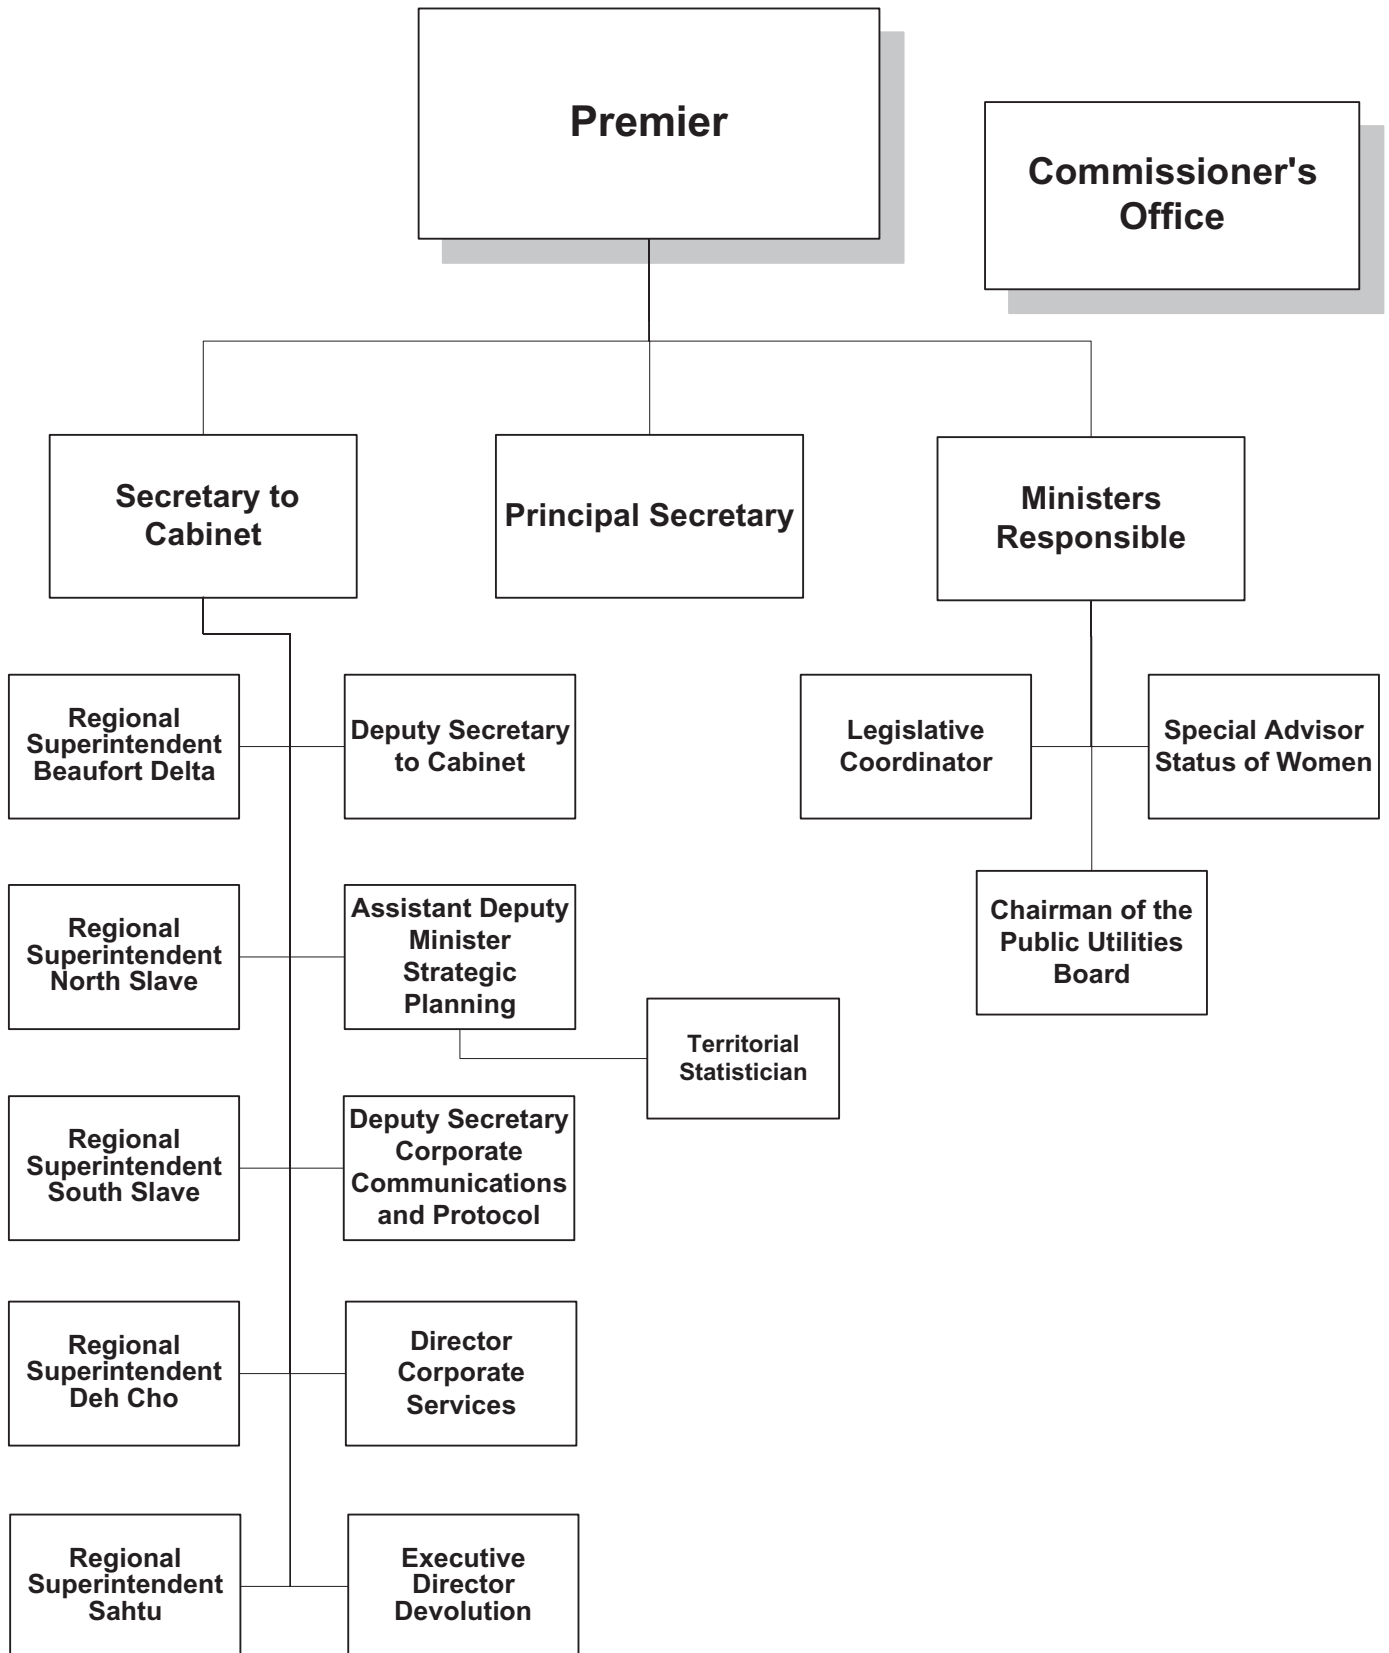 Premier
Commissioner's
Office
Secretary to
Cabinet
Principal Secretary
Ministers
Responsible
Regional
Superintendent
Beaufort Delta
Deputy Secretary
to Cabinet
Legislative
Coordinator
Special Advisor
Status of Women
Regional
Superintendent
North Slave
Assistant Deputy
Minister
Strategic
Planning
Chairman of the
Public Utilities
Board
Territorial
Statistician
Regional
Superintendent
South Slave
Deputy Secretary
Corporate
Communications
and Protocol
Regional
Superintendent
Deh Cho
Director
Corporate
Services
Regional
Superintendent
Sahtu
Executive
Director
Devolution